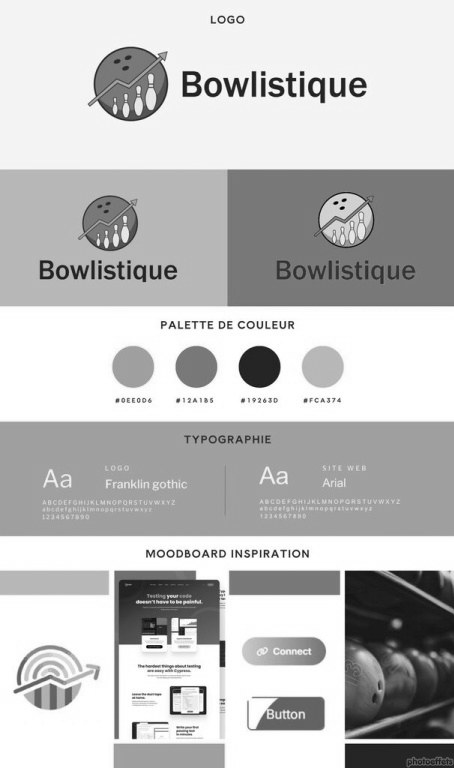 LOGO
Bowlistique
Bowlistique
Bowlistique
PALETTE DE COULEUR
#0EE0D6 #12A1B5 #19263D #FCA374
TYPOGRAPHIE
Aa
LOGO
Franklin gothic
ABCDEFGHIJKLMNOPQRSTUVWXYZ
abcdefghijklmnopqrstuvwxyz
1234567890
Aa
SITE WEB
Arial
ABCDEFGHIJKLMNOPQRSTUVWXYZ
abcdefghijklmnopqrstuvwxyz
1234567890
MOODBOARD INSPIRATION
Testing your code
doesn't have to be painful.
The hardest things about testing
are easy with Cypress.
Connect
Button
photoeffets